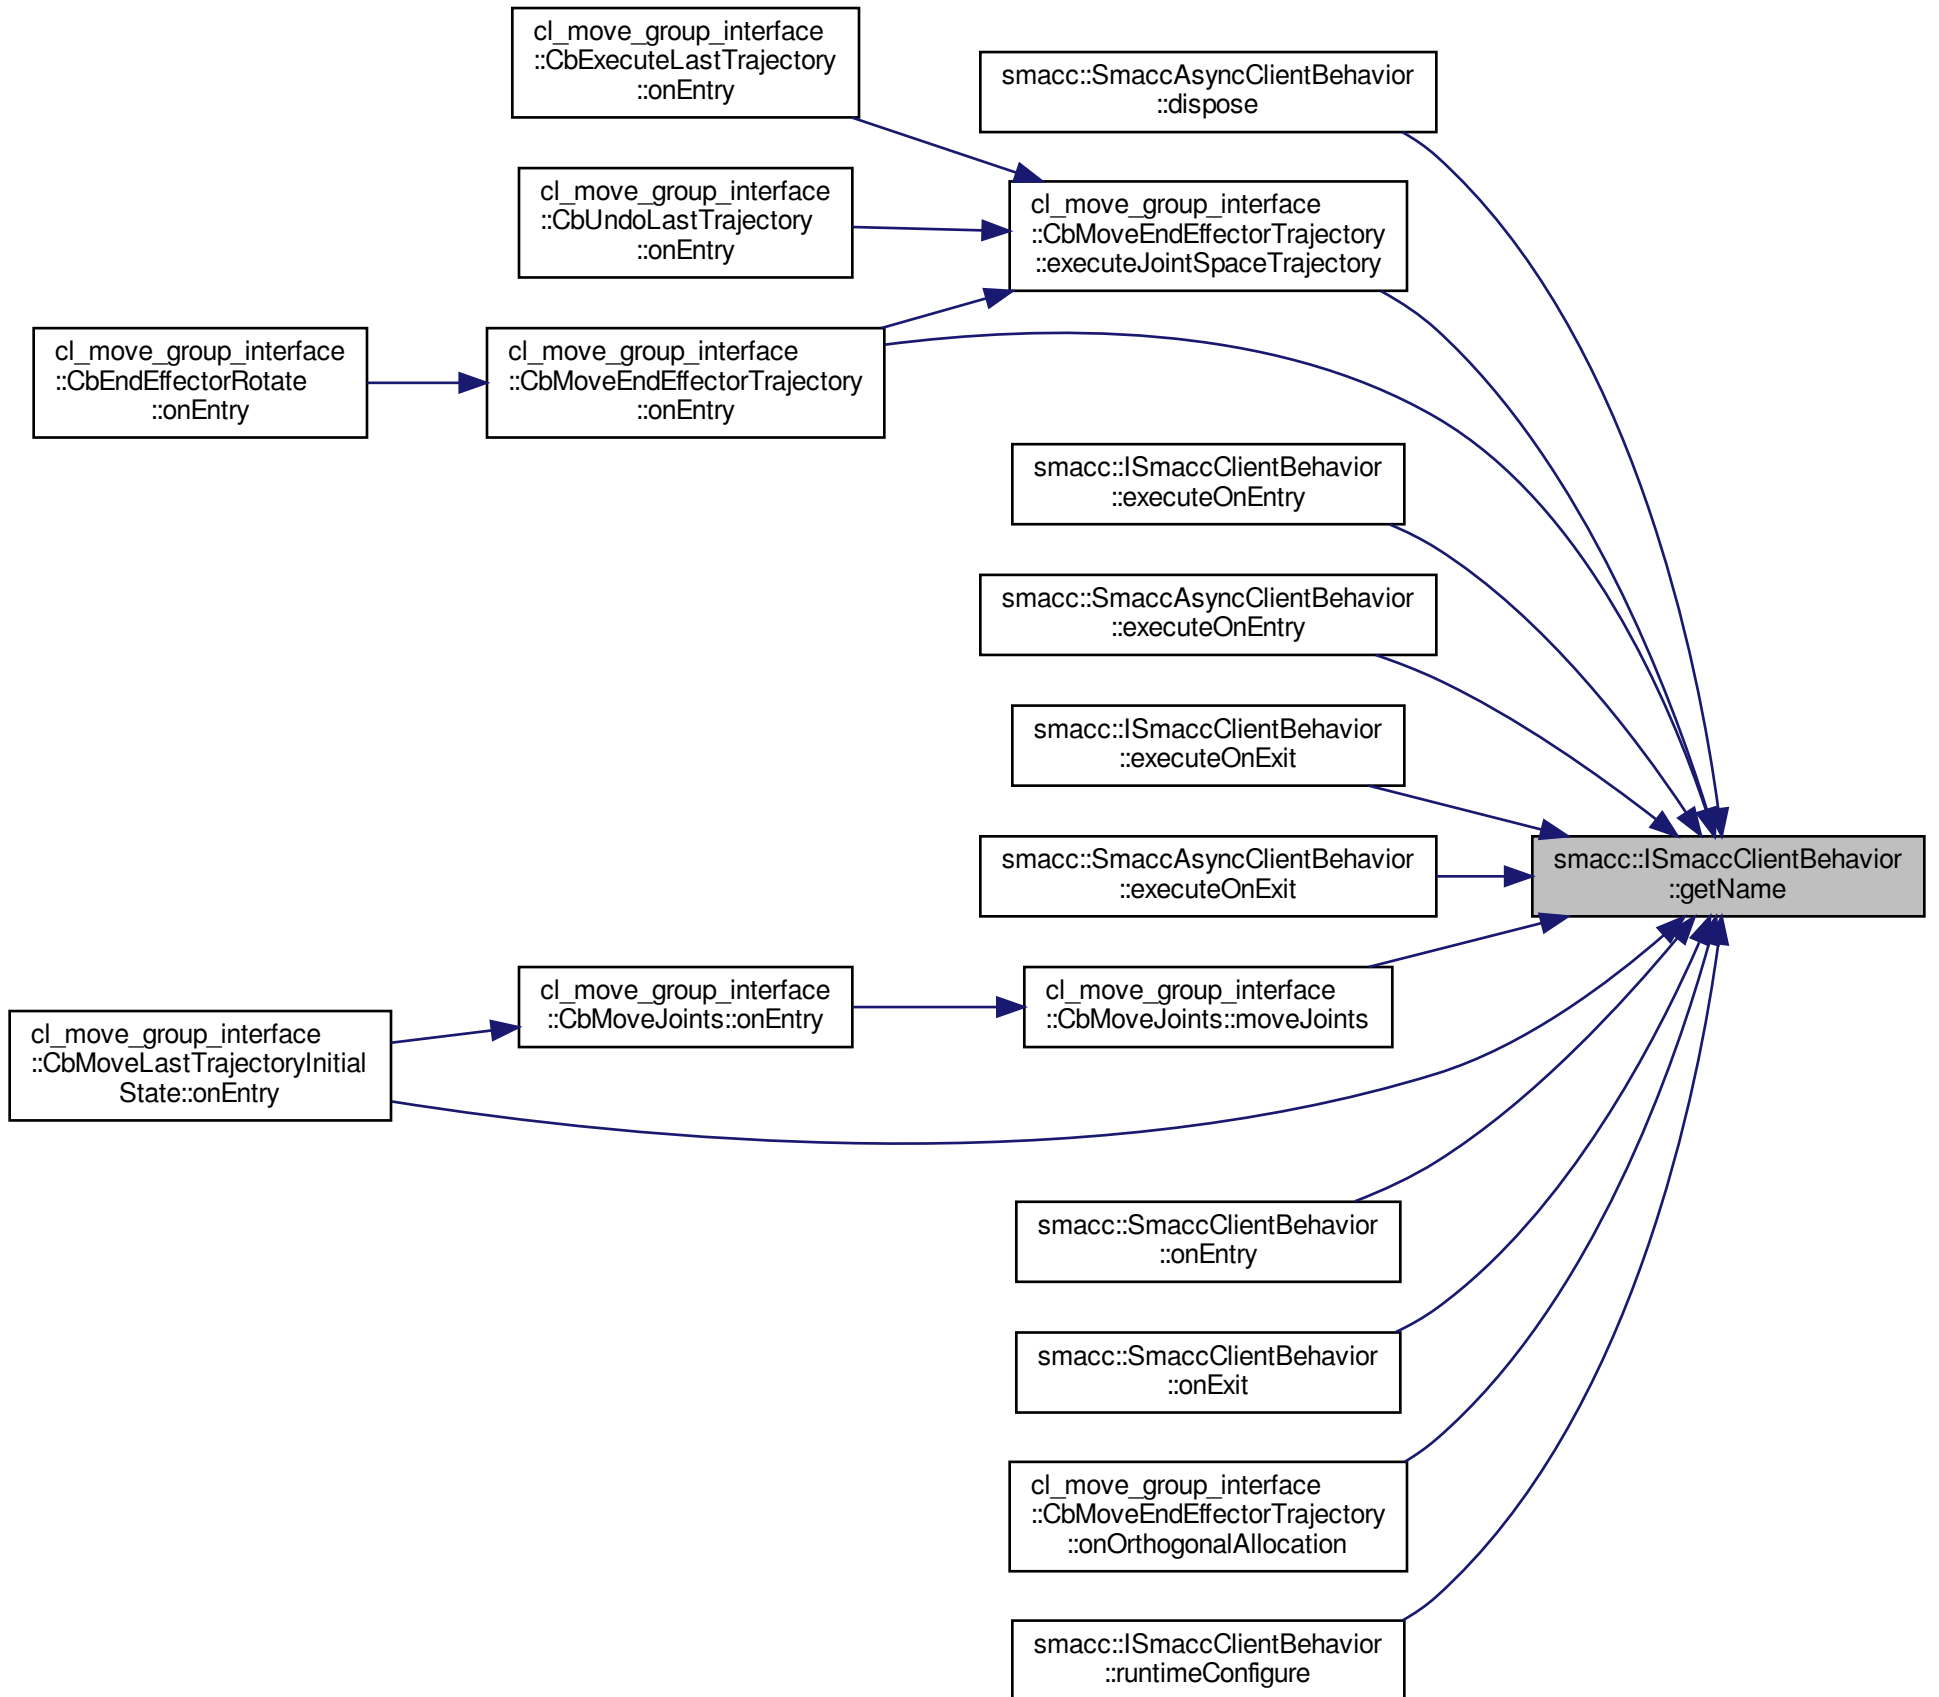 cl_move_group_interface
::CbExecuteLastTrajectory
::onEntry
smacc::SmaccAsyncClientBehavior
::dispose
cl_move_group_interface
::CbUndoLastTrajectory
::onEntry
cl_move_group_interface
::CbMoveEndEffectorTrajectory
::executeJointSpaceTrajectory
cl_move_group_interface
::CbEndEffectorRotate
::onEntry
cl_move_group_interface
::CbMoveEndEffectorTrajectory
::onEntry
smacc::ISmaccClientBehavior
::executeOnEntry
smacc::SmaccAsyncClientBehavior
::executeOnEntry
smacc::ISmaccClientBehavior
::executeOnExit
smacc::SmaccAsyncClientBehavior
::executeOnExit
smacc::ISmaccClientBehavior
::getName
cl_move_group_interface
::CbMoveLastTrajectoryInitial
State::onEntry
cl_move_group_interface
::CbMoveJoints::onEntry
cl_move_group_interface
::CbMoveJoints::moveJoints
smacc::SmaccClientBehavior
::onEntry
smacc::SmaccClientBehavior
::onExit
cl_move_group_interface
::CbMoveEndEffectorTrajectory
::onOrthogonalAllocation
smacc::ISmaccClientBehavior
::runtimeConfigure